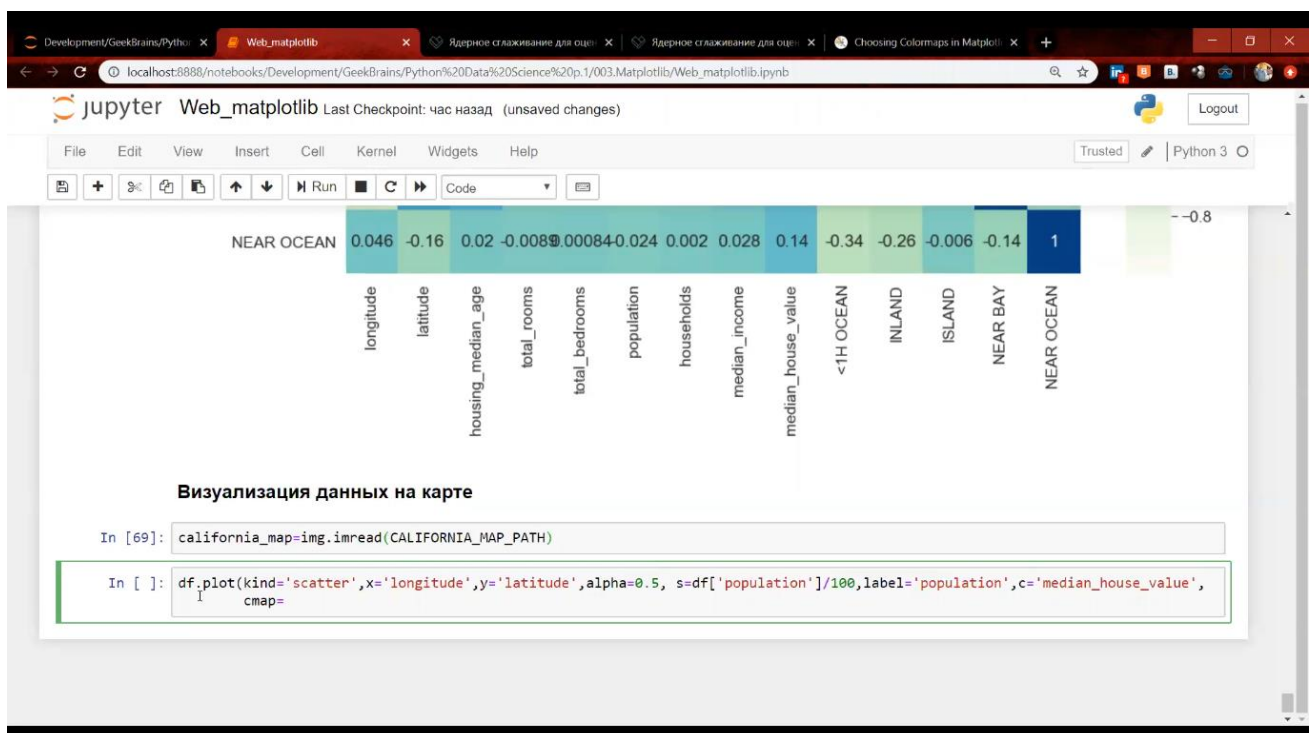 Development/GeekBrains/Pytho
Web_matplotlib
Ядерное сглаживание для оцен
Ядерное сглаживание для оцен
Choosing Colormaps in Matplotli
localhost:8888/notebooks/Development/GeekBrains/Python%20Data%20Science%20p.1/003.Matplotlib/Web_matplotlib.ipynb
jupyter Web_matplotlib Last Checkpoint: час назад (unsaved changes)
Logout
File Edit View Insert Cell Kernel Widgets Help
Trusted Python 3
Run Code
-0.8
NEAR OCEAN 0.046 -0.16 0.02 -0.0089 0.00084 -0.024 0.002 0.028 0.14 -0.34 -0.26 -0.006 -0.14 1
longitude
latitude
housing_median_age
total_rooms
total_bedrooms
population
households
median_income
median_house_value
<1H OCEAN
INLAND
ISLAND
NEAR BAY
NEAR OCEAN
Визуализация данных на карте
In [69]: california_map=img.imread(CALIFORNIA_MAP_PATH)
In [ ]: df.plot(kind='scatter',x='longitude',y='latitude',alpha=0.5, s=df['population']/100,label='population',c='median_house_value',
cmap=